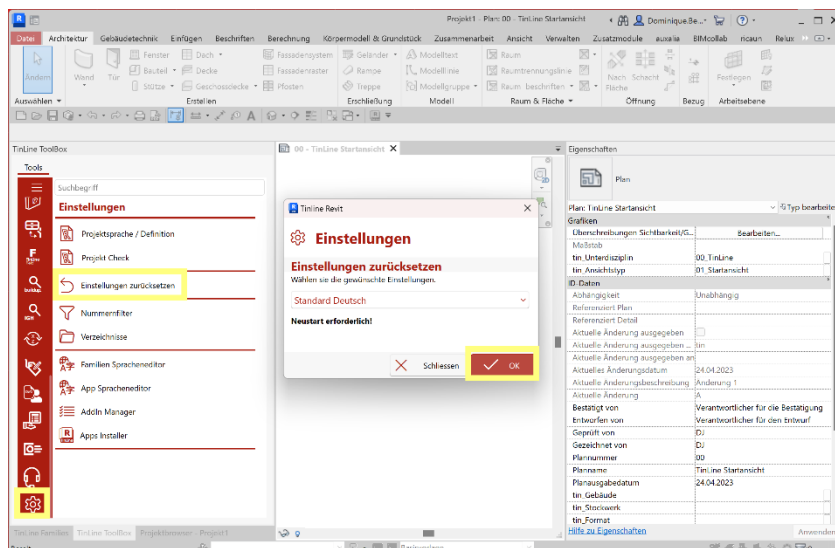 Projekt1 - Plan: 00 - TinLine Startansicht
Dominique.Be...
Datei Architektur Gebäudetechnik Einfügen Beschriften Berechnung Körpermodell & Grundstück Zusammenarbeit Ansicht Verwalten Zusatzmodule auxalia BIMcollab ricaun Relux
Ändern
Wand
Tür
Fenster
Bauteil
Stütze
Dach
Decke
Geschossdecke
Fassadensystem
Fassadenraster
Pfosten
Geländer
Rampe
Treppe
Modelltext
Modelllinie
Modellgruppe
Raum
Raumtrennungslinie
Raum beschriften
Nach Fläche
Schacht
Festlegen
Auswählen Erstellen Erschließung Modell Raum & Fläche Öffnung Bezug Arbeitsebene
TinLine ToolBox
Tools
Suchbegriff
Einstellungen
Projektsprache / Definition
Projekt Check
Einstellungen zurücksetzen
Nummernfilter
Verzeichnisse
Familien Spracheneditor
App Spracheneditor
AddIn Manager
Apps Installer
TinLine Familien TinLine ToolBox Projektbrowser - Projekt1
00 - TinLine Startansicht
Tinline Revit
Einstellungen
Einstellungen zurücksetzen
Wählen sie die gewünschte Einstellungen.
Standard Deutsch
Neustart erforderlich!
Schliessen
OK
Eigenschaften
Plan
Plan: TinLine Startansicht Typ bearbeite
Grafiken
Überschreibungen Sichtbarkeit/G... Bearbeiten...
Maßstab
tin_Unterdisziplin 00_TinLine
tin_Ansichtstyp 01_Startansicht
ID-Daten
Abhängigkeit Unabhängig
Referenziert Plan
Referenziert Detail
Aktuelle Änderung ausgegeben
Aktuelle Änderung ausgegeben ... tin
Aktuelle Änderung ausgegeben an
Aktuelles Änderungsdatum 24.04.2023
Aktuelle Änderungsbeschreibung Änderung 1
Aktuelle Änderung A
Bestätigt von Verantwortlicher für die Bestätigung
Entworfen von Verantwortlicher für den Entwurf
Geprüft von DJ
Gezeichnet von DJ
Plannummer 00
Planname TinLine Startansicht
Planausgabedatum 24.04.2023
tin_Gebäude
tin_Stockwerk
tin_Format
Hilfe zu Eigenschaften Anwenden